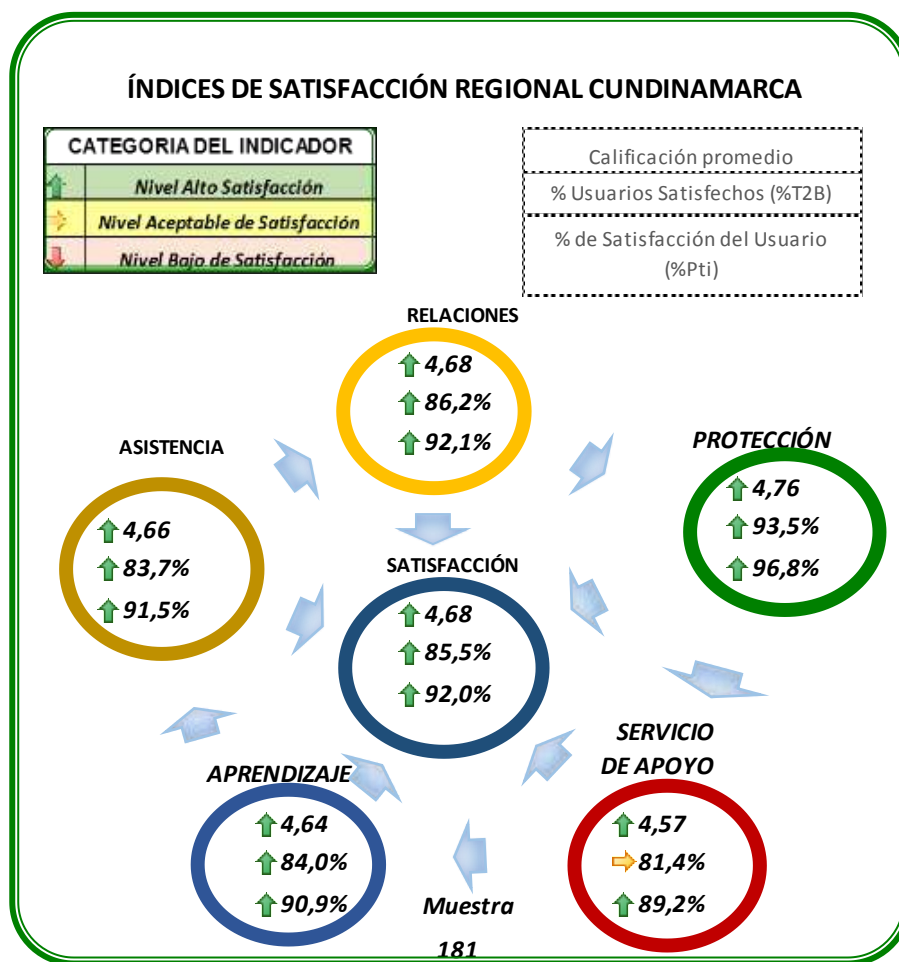 ÍNDICES DE SATISFACCIÓN REGIONAL CUNDINAMARCA
CATEGORIA DEL INDICADOR
Nivel Alto Satisfacción
Nivel Aceptable de Satisfacción
Nivel Bajo de Satisfacción
Calificación promedio
% Usuarios Satisfechos (%T2B)
% de Satisfacción del Usuario
(%Pti)
RELACIONES
4,68
86,2%
92,1%
ASISTENCIA
4,66
83,7%
91,5%
PROTECCIÓN
4,76
93,5%
96,8%
SATISFACCIÓN
4,68
85,5%
92,0%
APRENDIZAJE
4,64
84,0%
90,9%
SERVICIO
DE APOYO
4,57
81,4%
89,2%
Muestra
181